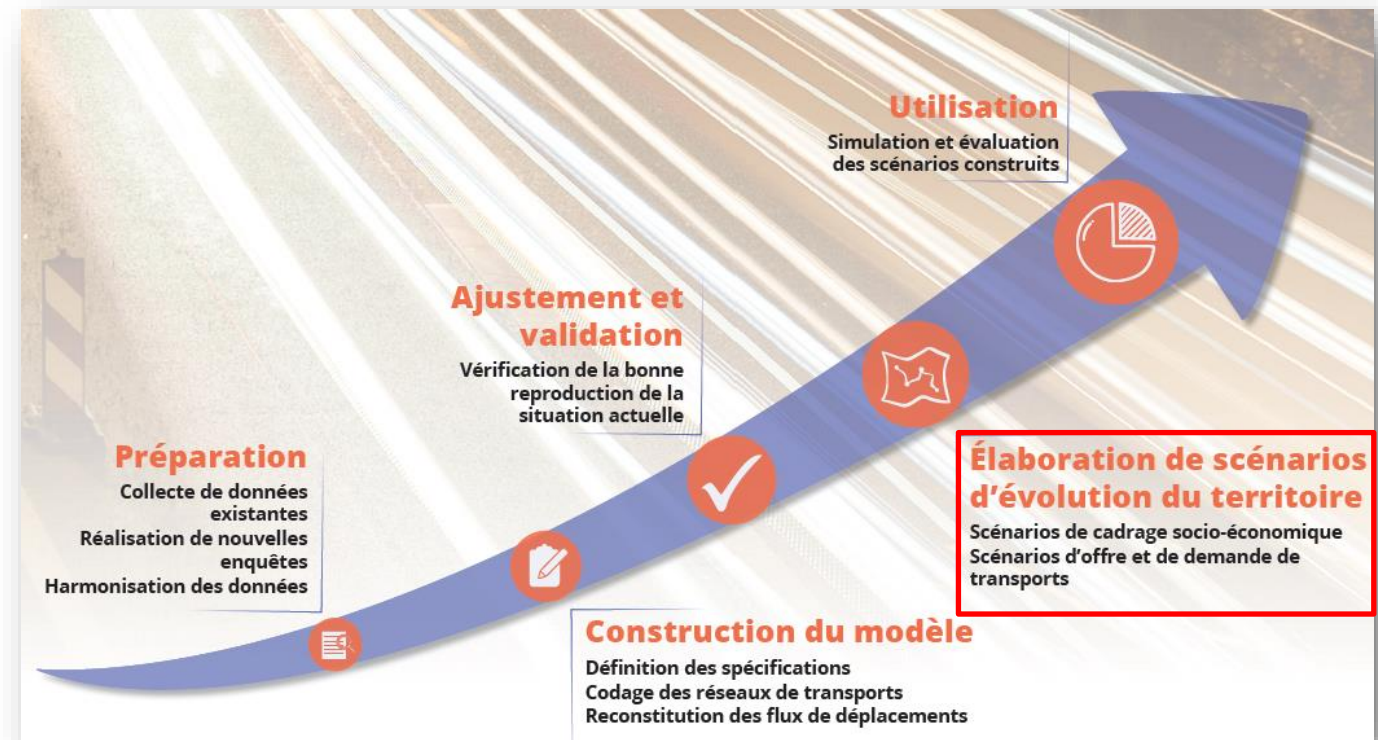 Préparation
Collecte de données
existantes
Réalisation de nouvelles
enquêtes
Harmonisation des données
Construction du modèle
Définition des spécifications
Codage des réseaux de transports
Reconstitution des flux de déplacements
Ajustement et
validation
Vérification de la bonne
reproduction de la
situation actuelle
Élaboration de scénarios
d’évolution du territoire
Scénarios de cadrage socio-économique
Scénarios d’offre et de demande de
transports
Utilisation
Simulation et évaluation
des scénarios construits